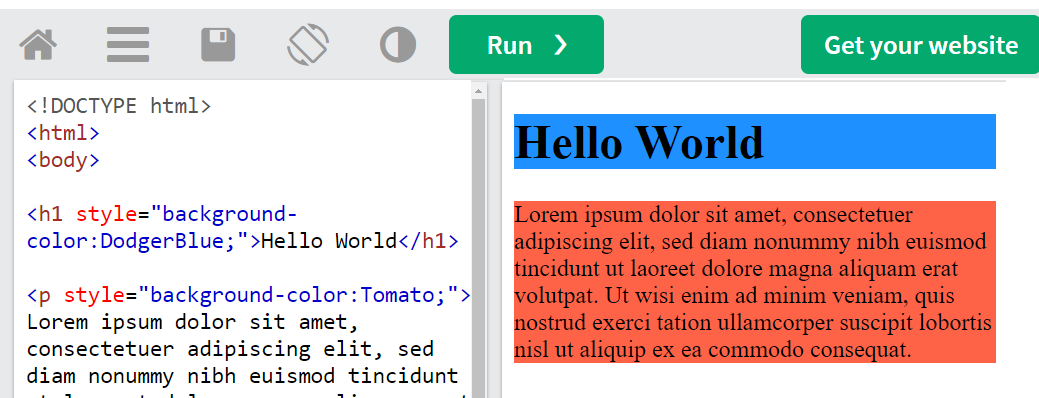 Run ❯
Get your website
<!DOCTYPE html>
<html>
<body>
<h1 style="background-
color:DodgerBlue;">Hello World</h1>
<p style="background-color:Tomato;">
Lorem ipsum dolor sit amet,
consectetuer adipiscing elit, sed
diam nonummy nibh euismod tincidunt
Hello World
Lorem ipsum dolor sit amet, consectetuer
adipiscing elit, sed diam nonummy nibh euismod
tincidunt ut laoreet dolore magna aliquam erat
volutpat. Ut wisi enim ad minim veniam, quis
nostrud exerci tation ullamcorper suscipit lobortis
nisl ut aliquip ex ea commodo consequat.